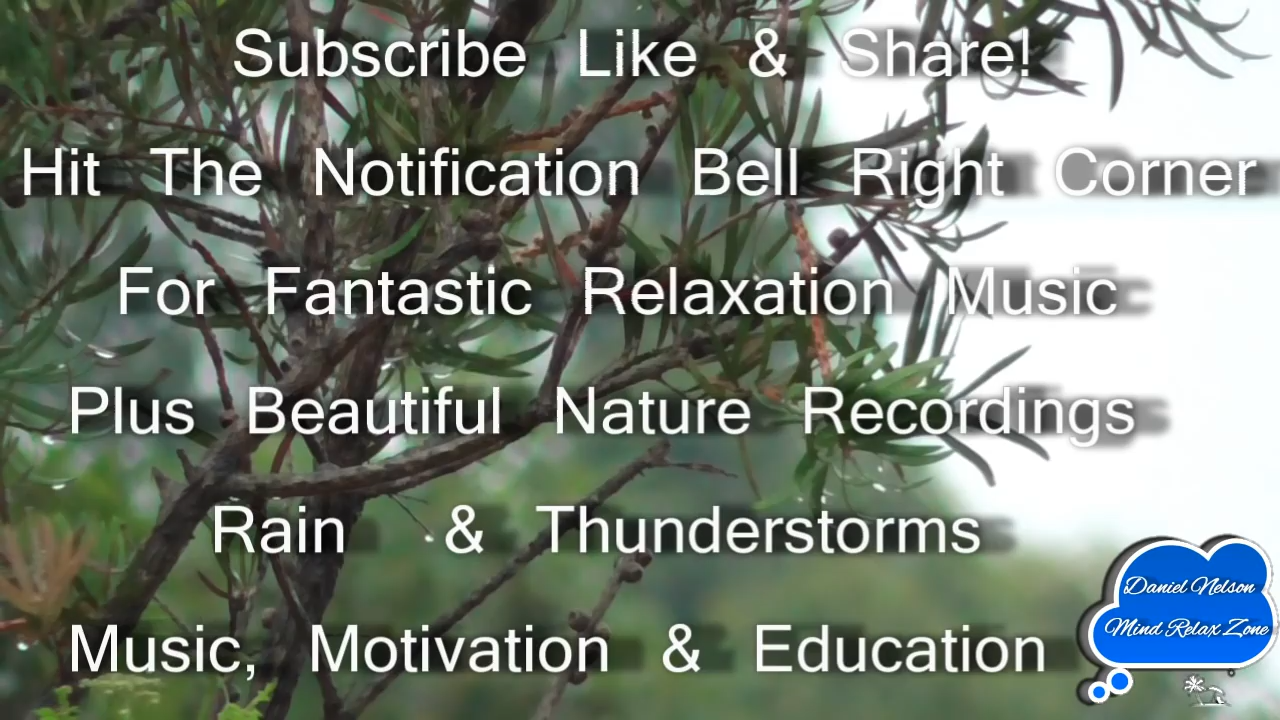 Subscribe Like & Share!
Hit The Notification Bell Right Corner
For Fantastic Relaxation Music
Plus Beautiful Nature Recordings
Rain & Thunderstorms
Music, Motivation & Education
Daniel Nelson
Mind Relax Zone